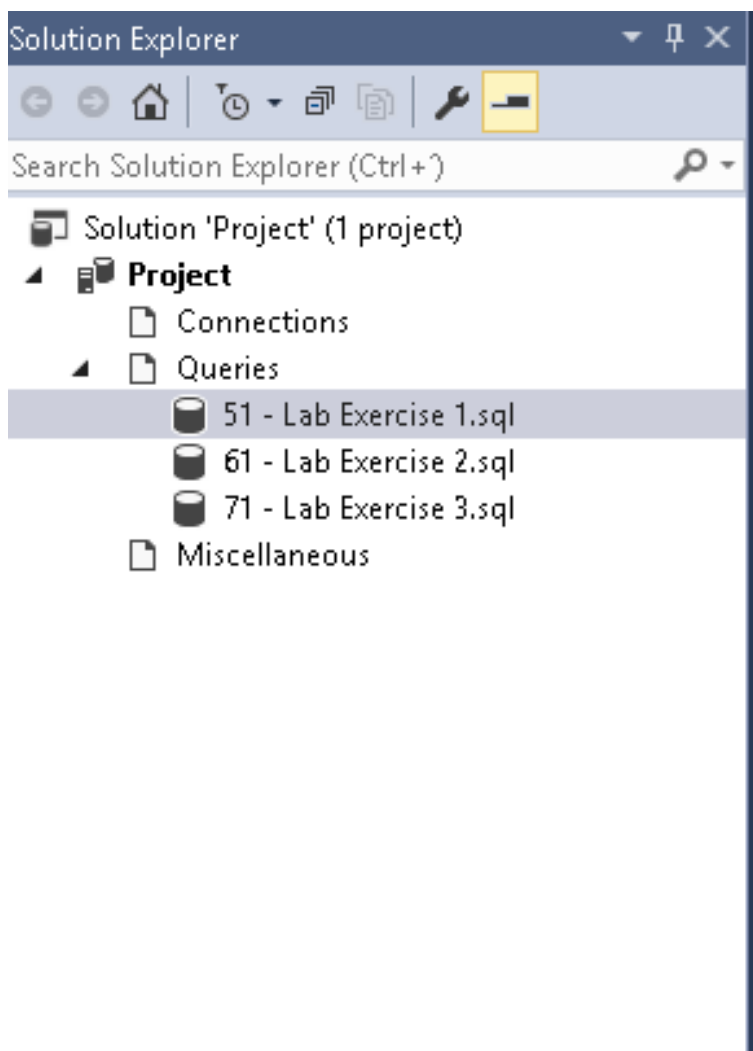 Solution Explorer
Search Solution Explorer (Ctrl+´)
Solution 'Project' (1 project)
Project
Connections
Queries
51 - Lab Exercise 1.sql
61 - Lab Exercise 2.sql
71 - Lab Exercise 3.sql
Miscellaneous